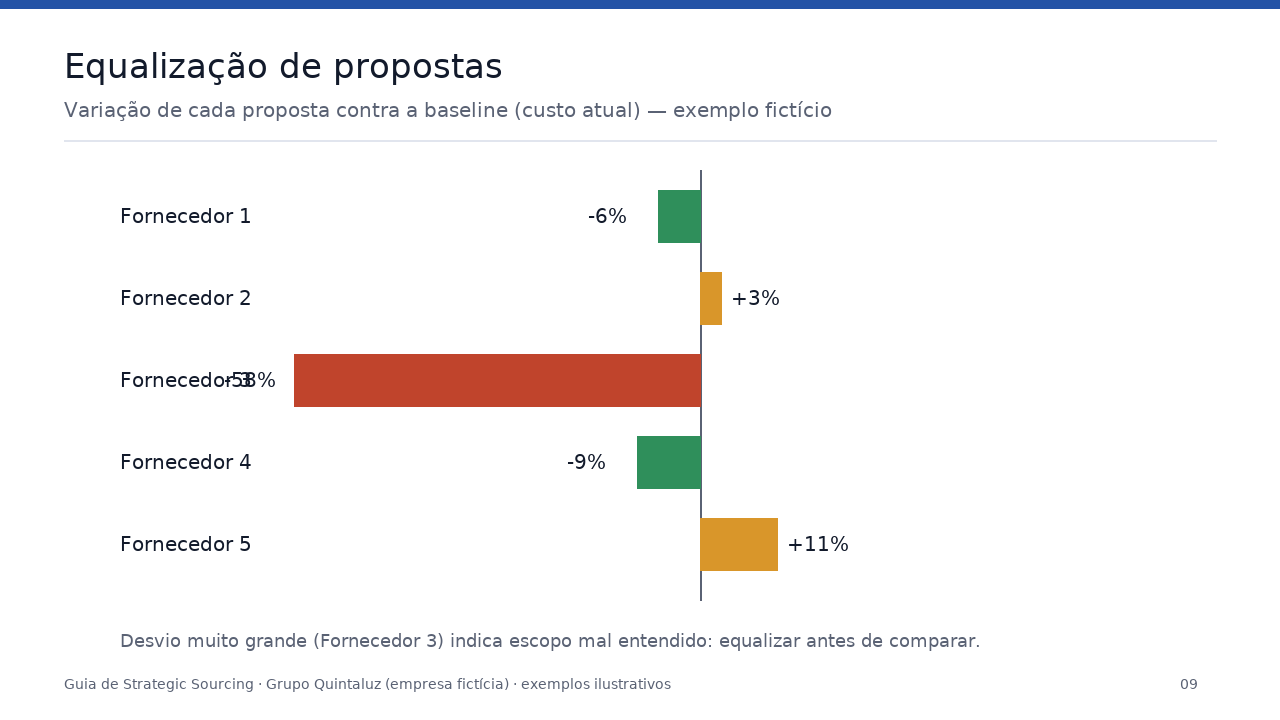 Equalização de propostas
Variação de cada proposta contra a baseline (custo atual) — exemplo fictício
Fornecedor 1 -6%
Fornecedor 2 +3%
Fornecedor 3 -58%
Fornecedor 4 -9%
Fornecedor 5 +11%
Desvio muito grande (Fornecedor 3) indica escopo mal entendido: equalizar antes de comparar.
Guia de Strategic Sourcing · Grupo Quintaluz (empresa fictícia) · exemplos ilustrativos 09